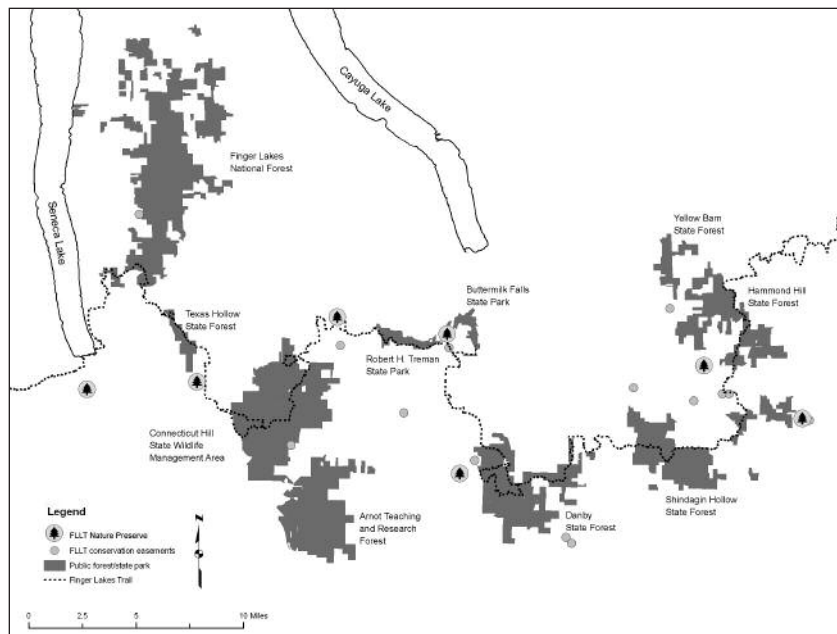 Cayuga Lake
Seneca Lake
Finger Lakes
National Forest
Yellow Barn
State Forest
Hammond Hill
State Forest
Buttermilk Falls
State Park
Texas Hollow
State Forest
Robert H. Treman
State Park
Connecticut Hill
State Wildlife
Management Area
Arnot Teaching
and Research
Forest
Danby
State Forest
Shindagin Hollow
State Forest
Legend
FLLT Nature Preserve
FLLT conservation easements
Public forest/state park
Finger Lakes Trail
N
0 2.5 5 10 Miles